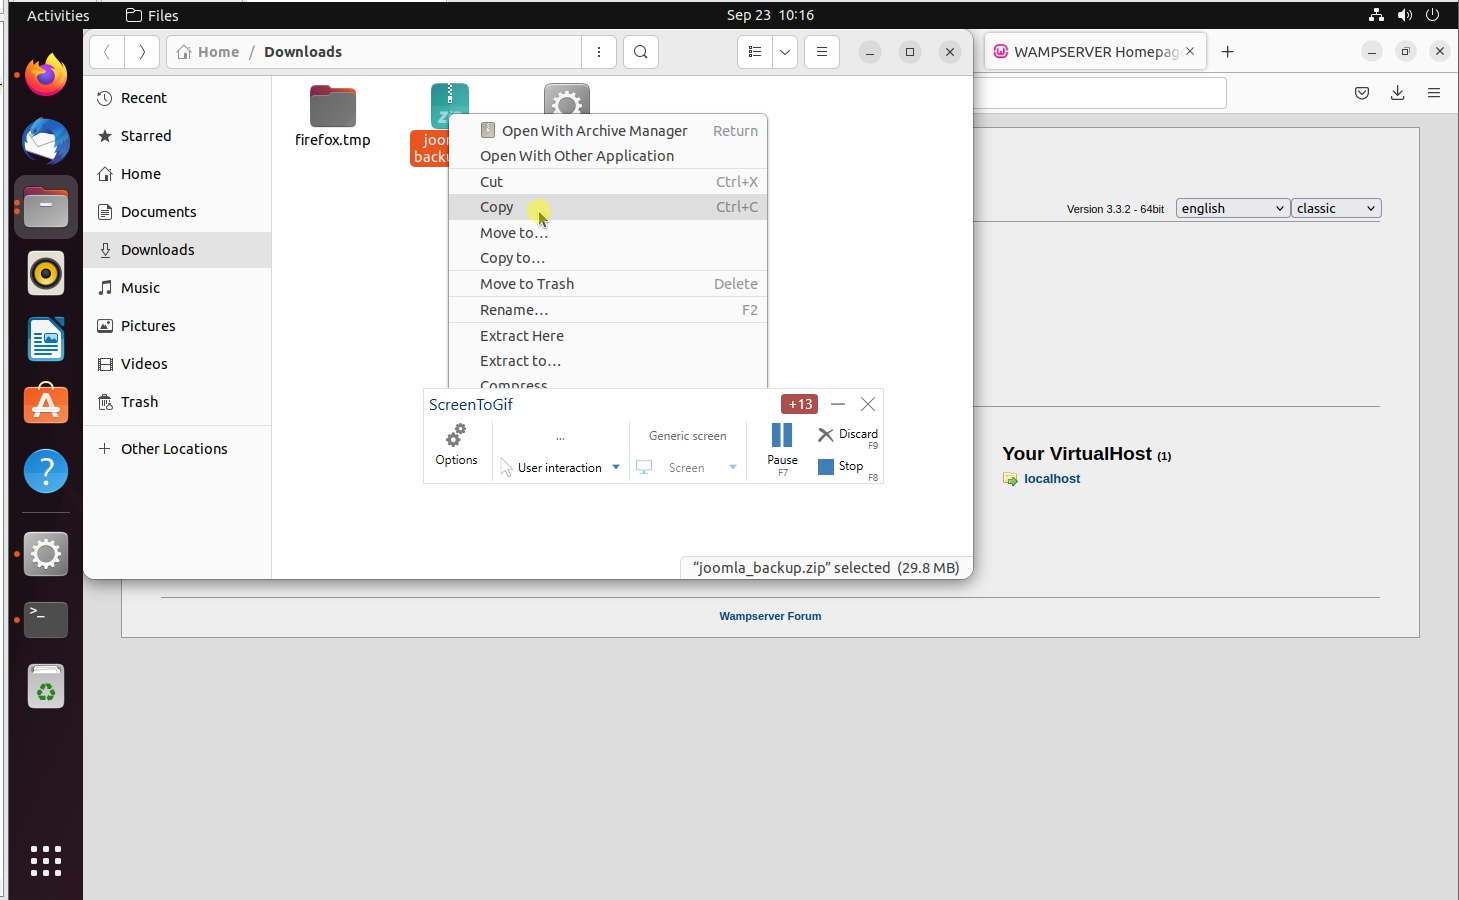 Activities
Files
Sep 23 10:16
Home / Downloads
WAMPSERVER Homepag
Recent
Starred
Home
Documents
Downloads
Music
Pictures
Videos
Trash
Other Locations
firefox.tmp
Open With Archive Manager Return
Open With Other Application
Cut Ctrl+X
Copy Ctrl+C
Move to...
Copy to...
Move to Trash Delete
Rename... F2
Extract Here
Extract to...
Compress
ScreenToGif
+13
Options
...
User interaction
Generic screen
Screen
Pause
F7
Discard
F9
Stop
F8
“joomla_backup.zip” selected (29.8 MB)
Version 3.3.2 - 64bit
english
classic
Your VirtualHost (1)
localhost
Wampserver Forum